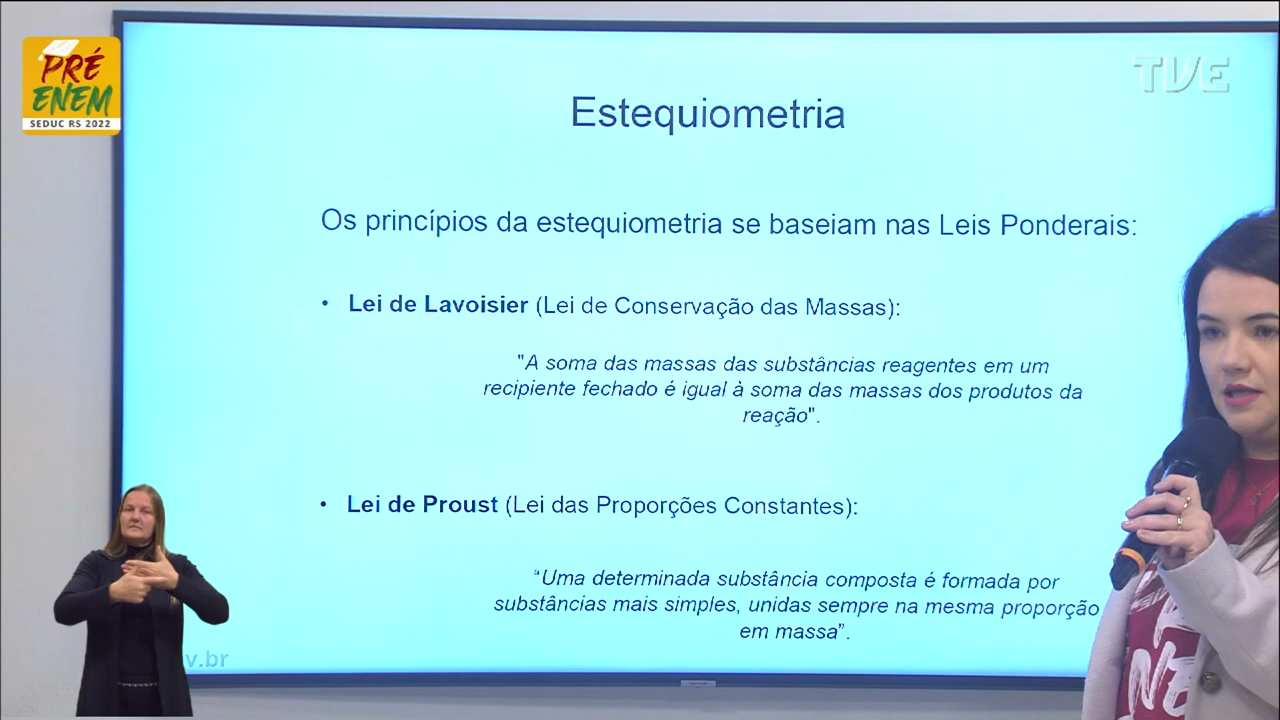 PRÉ
ENEM
SEDUC RS 2022
TVE
Estequiometria
Os princípios da estequiometria se baseiam nas Leis Ponderais:
• Lei de Lavoisier (Lei de Conservação das Massas):
"A soma das massas das substâncias reagentes em um
recipiente fechado é igual à soma das massas dos produtos da
reação".
• Lei de Proust (Lei das Proporções Constantes):
“Uma determinada substância composta é formada por
substâncias mais simples, unidas sempre na mesma proporção
em massa”.
v.br